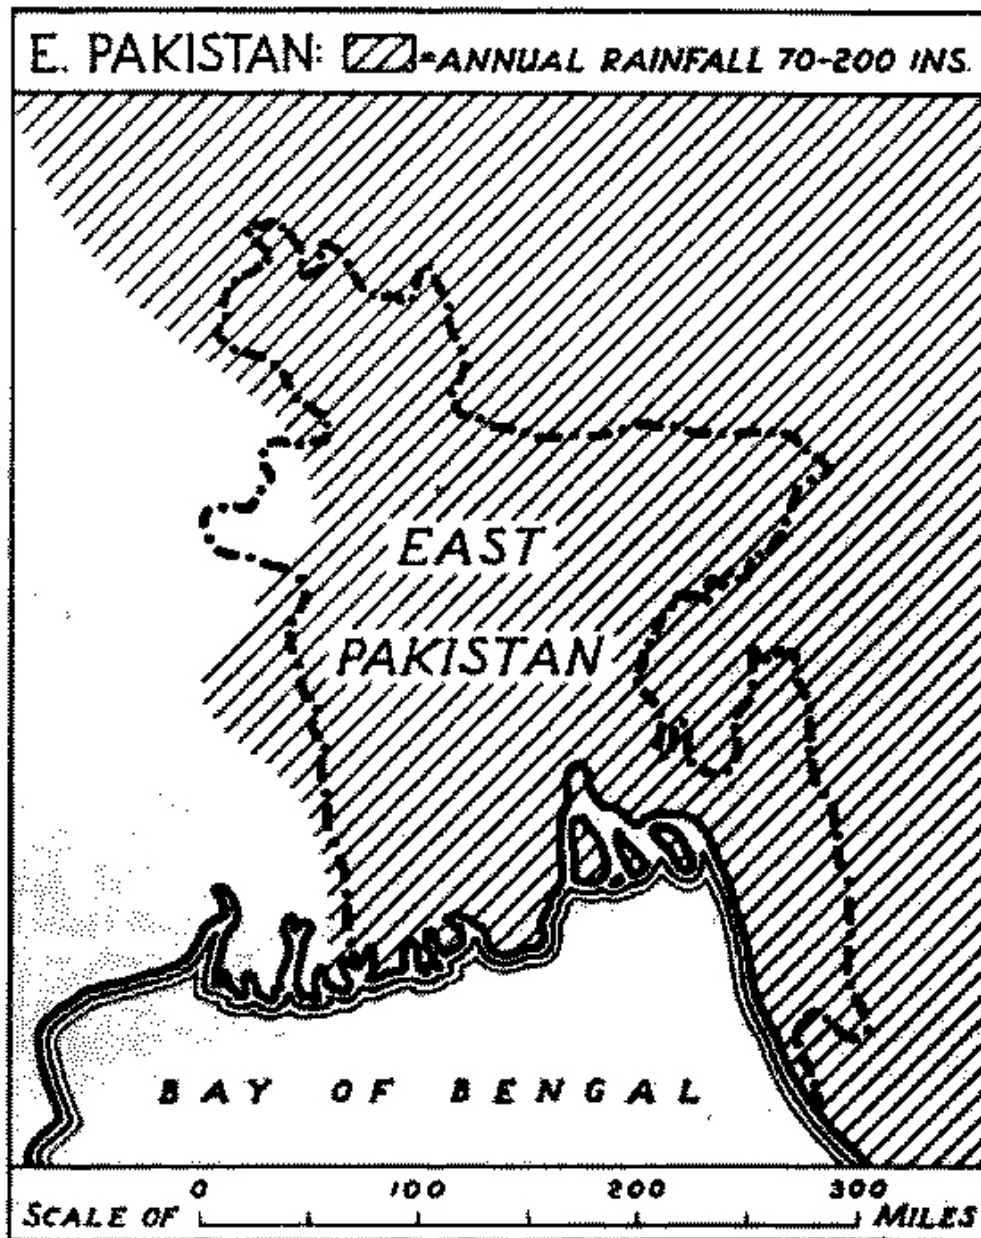 E. PAKISTAN: =ANNUAL RAINFALL 70-200 INS.
EAST
PAKISTAN
BAY OF BENGAL
0 100 200 300
SCALE OF MILES